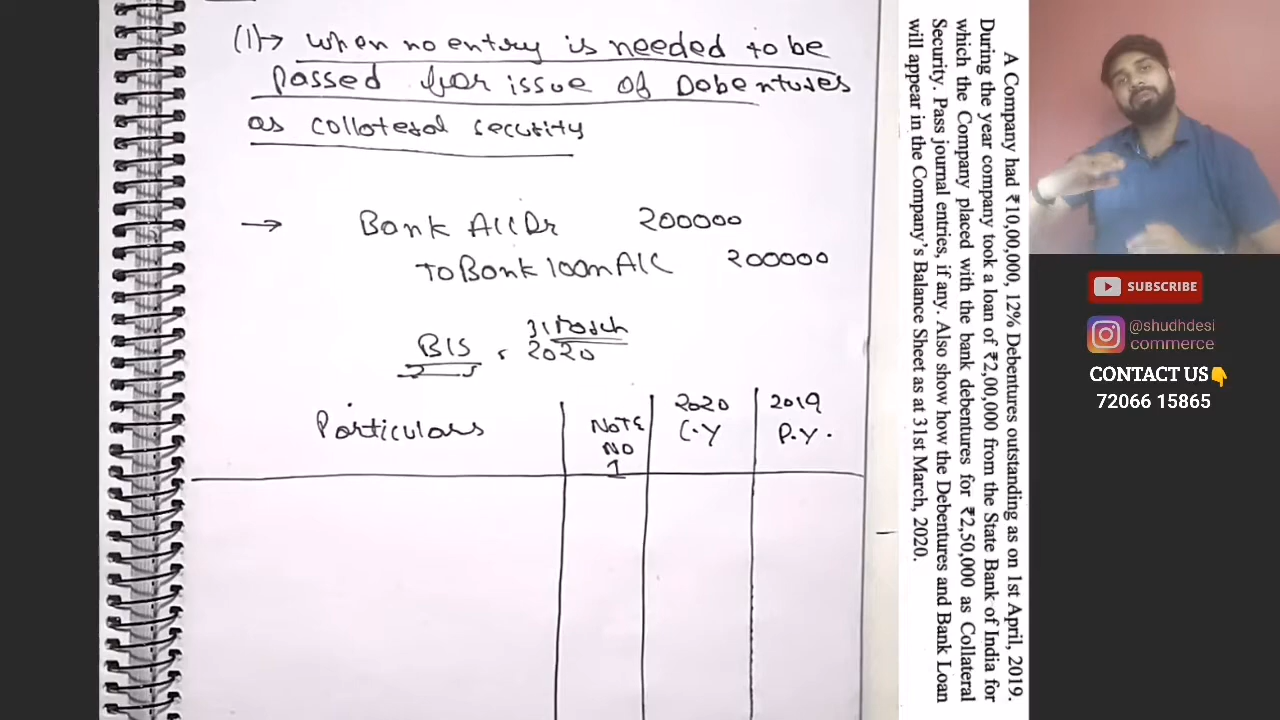 (1)→ when no entry is needed to be
passed for issue of Dobentures
as collateral security
→ Bank A/C Dr 200000
To Bank loan A/C 200000
B/S, 31 March
2020
Particulars
NOTE
NO
1
2020
C.Y
2019
P.Y.
A Company had ₹10,00,000, 12% Debentures outstanding as on 1st April, 2019.
During the year company took a loan of ₹2,00,000 from the State Bank of India for
which the Company placed with the bank debentures for ₹2,50,000 as Collateral
Security. Pass journal entries, if any. Also show how the Debentures and Bank Loan
will appear in the Company's Balance Sheet as at 31st March, 2020.
SUBSCRIBE
@shudhdesi
commerce
CONTACT US👇
72066 15865